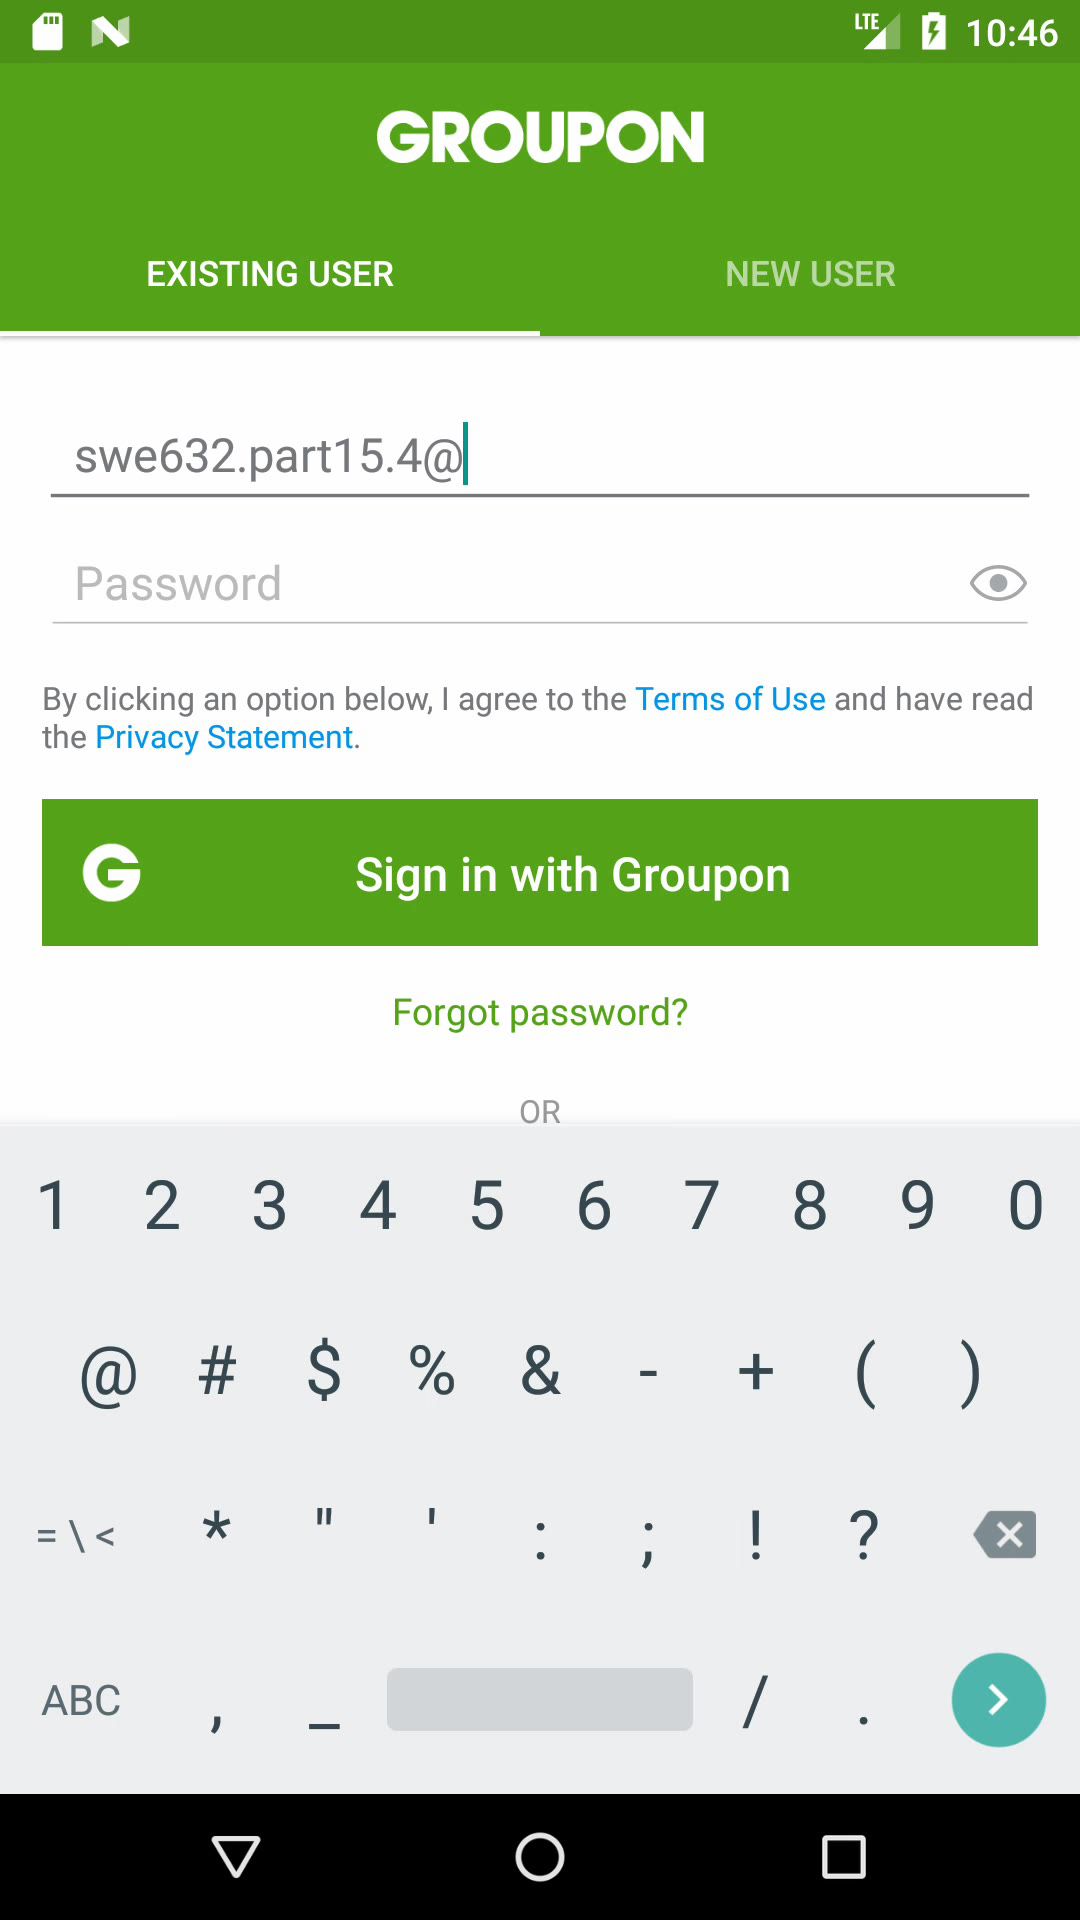 LTE 10:46
GROUPON
EXISTING USER NEW USER
swe632.part15.4@
Password
By clicking an option below, I agree to the Terms of Use and have read
the Privacy Statement.
G Sign in with Groupon
Forgot password?
OR
1 2 3 4 5 6 7 8 9 0
@ # $ % & - + ( )
= \ < * " ' : ; ! ?
ABC , _ / .